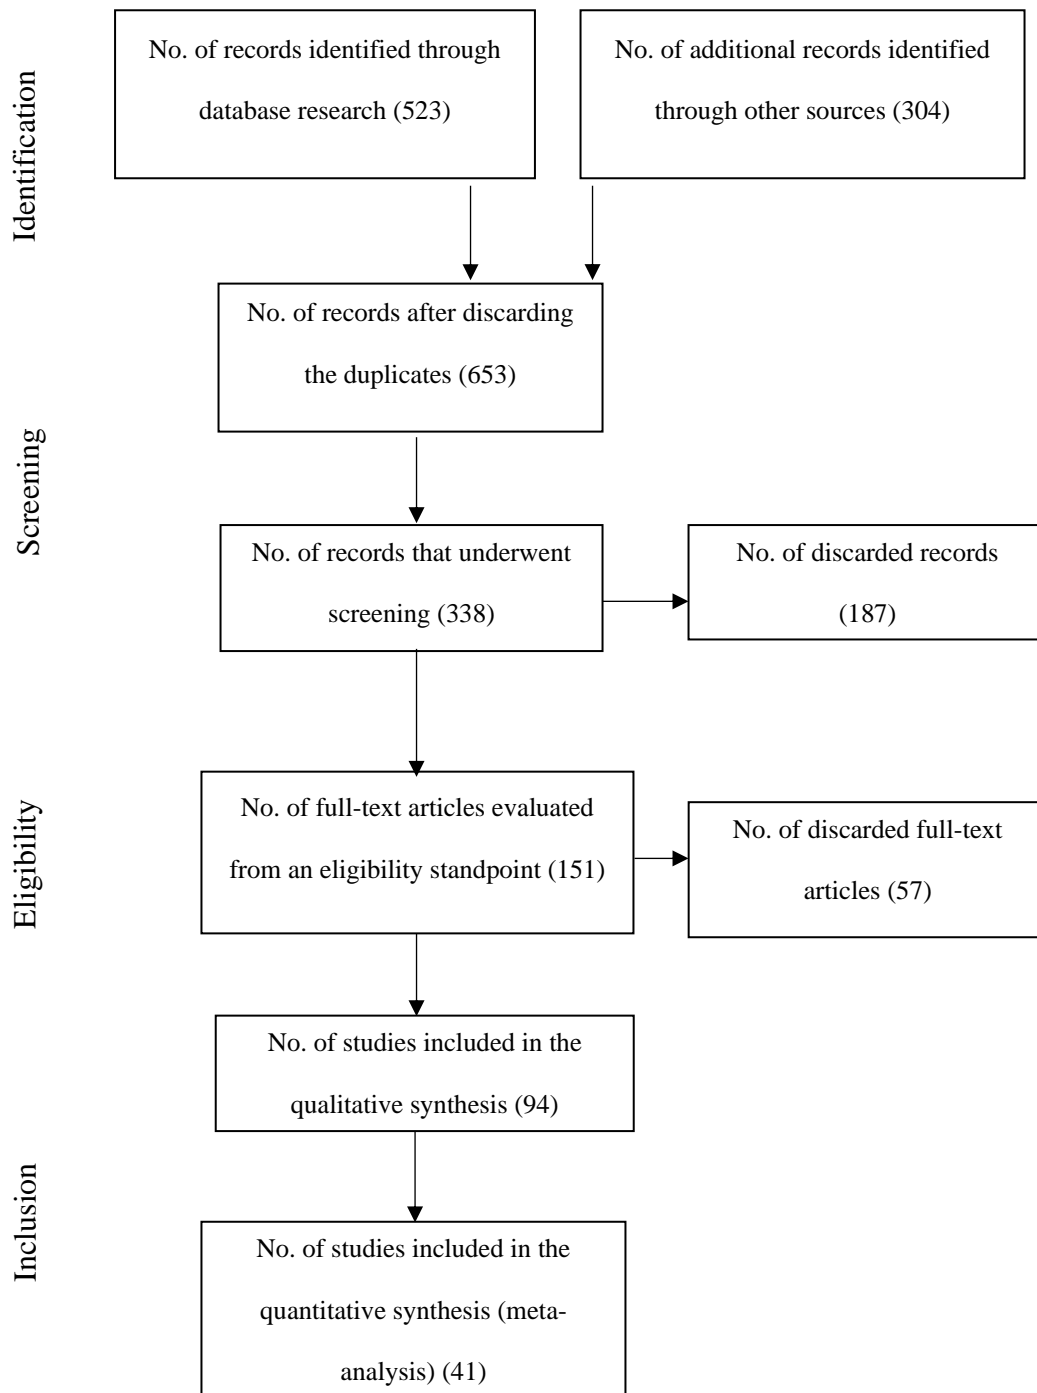 Identification
No. of records identified through
database research (523)
No. of additional records identified
through other sources (304)
No. of records after discarding
the duplicates (653)
Screening
No. of records that underwent
screening (338)
No. of discarded records
(187)
Eligibility
No. of full-text articles evaluated
from an eligibility standpoint (151)
No. of discarded full-text
articles (57)
No. of studies included in the
qualitative synthesis (94)
Inclusion
No. of studies included in the
quantitative synthesis (meta-
analysis) (41)